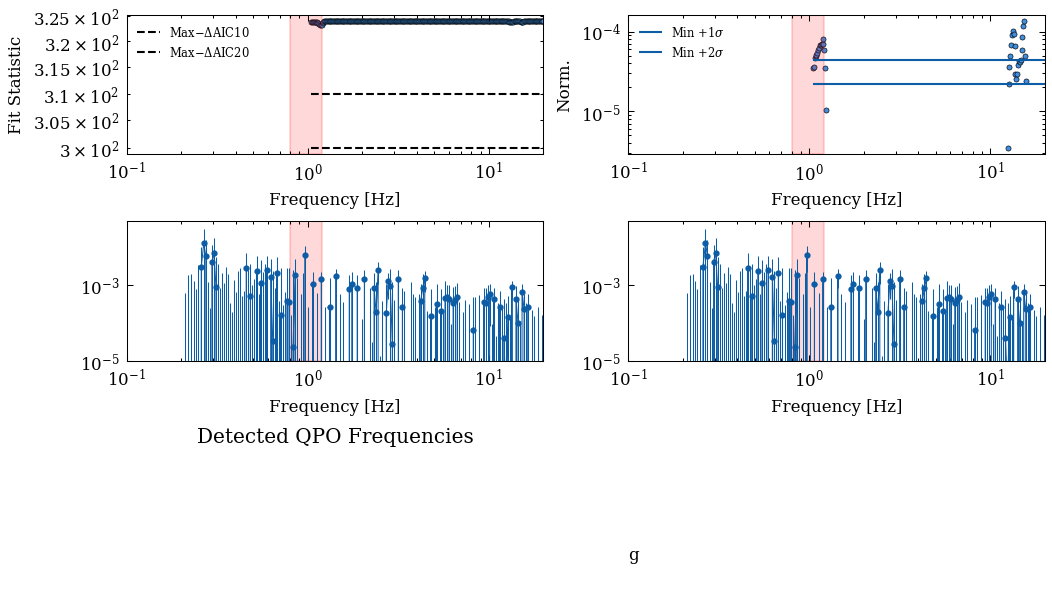 Fit Statistic
3.25 × 10²
3.2 × 10²
3.15 × 10²
3.1 × 10²
3.05 × 10²
3 × 10²
Max−ΔAIC10
Max−ΔAIC20
10⁻¹ 10⁰ 10¹
Frequency [Hz]
Norm.
10⁻⁴
10⁻⁵
Min +1σ
Min +2σ
10⁻¹ 10⁰ 10¹
Frequency [Hz]
10⁻³
10⁻⁵
10⁻¹ 10⁰ 10¹
Frequency [Hz]
10⁻³
10⁻⁵
10⁻¹ 10⁰ 10¹
Frequency [Hz]
Detected QPO Frequencies
g